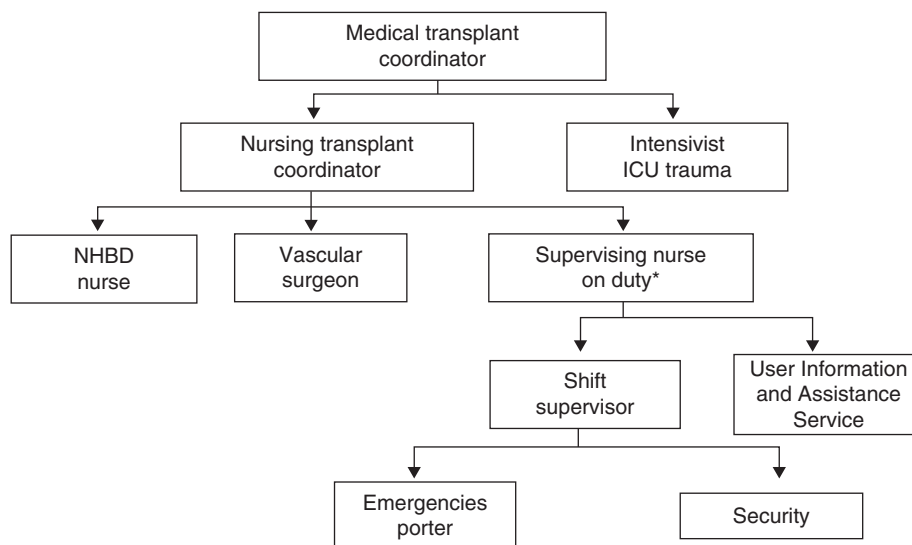 Medical transplant
coordinator
Nursing transplant
coordinator
Intensivist
ICU trauma
NHBD
nurse
Vascular
surgeon
Supervising nurse
on duty*
Shift
supervisor
User Information
and Assistance
Service
Emergencies
porter
Security